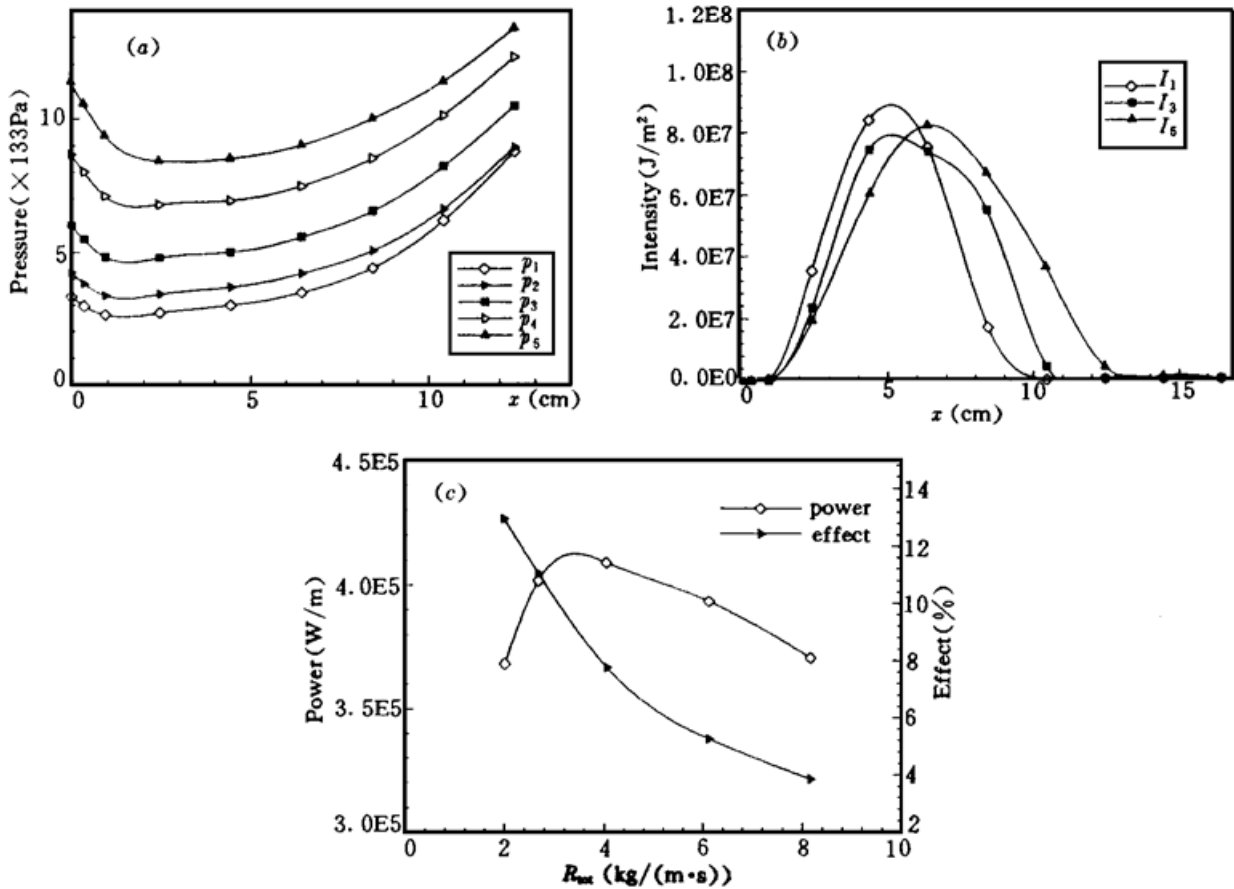 (a)
Pressure(×133Pa)
10
5
0
0
5
10
x (cm)
p₁
p₂
p₃
p₄
p₅
(b)
Intensity(J/m²)
1.2E8
1.0E8
8.0E7
6.0E7
4.0E7
2.0E7
0.0E0
0
5
10
15
x (cm)
I₁
I₃
I₅
(c)
Power(W/m)
4.5E5
4.0E5
3.5E5
3.0E5
power
effect
14
12
10
8
6
4
2
Effect(%)
0
2
4
6
8
10
Rtot (kg/(m·s))